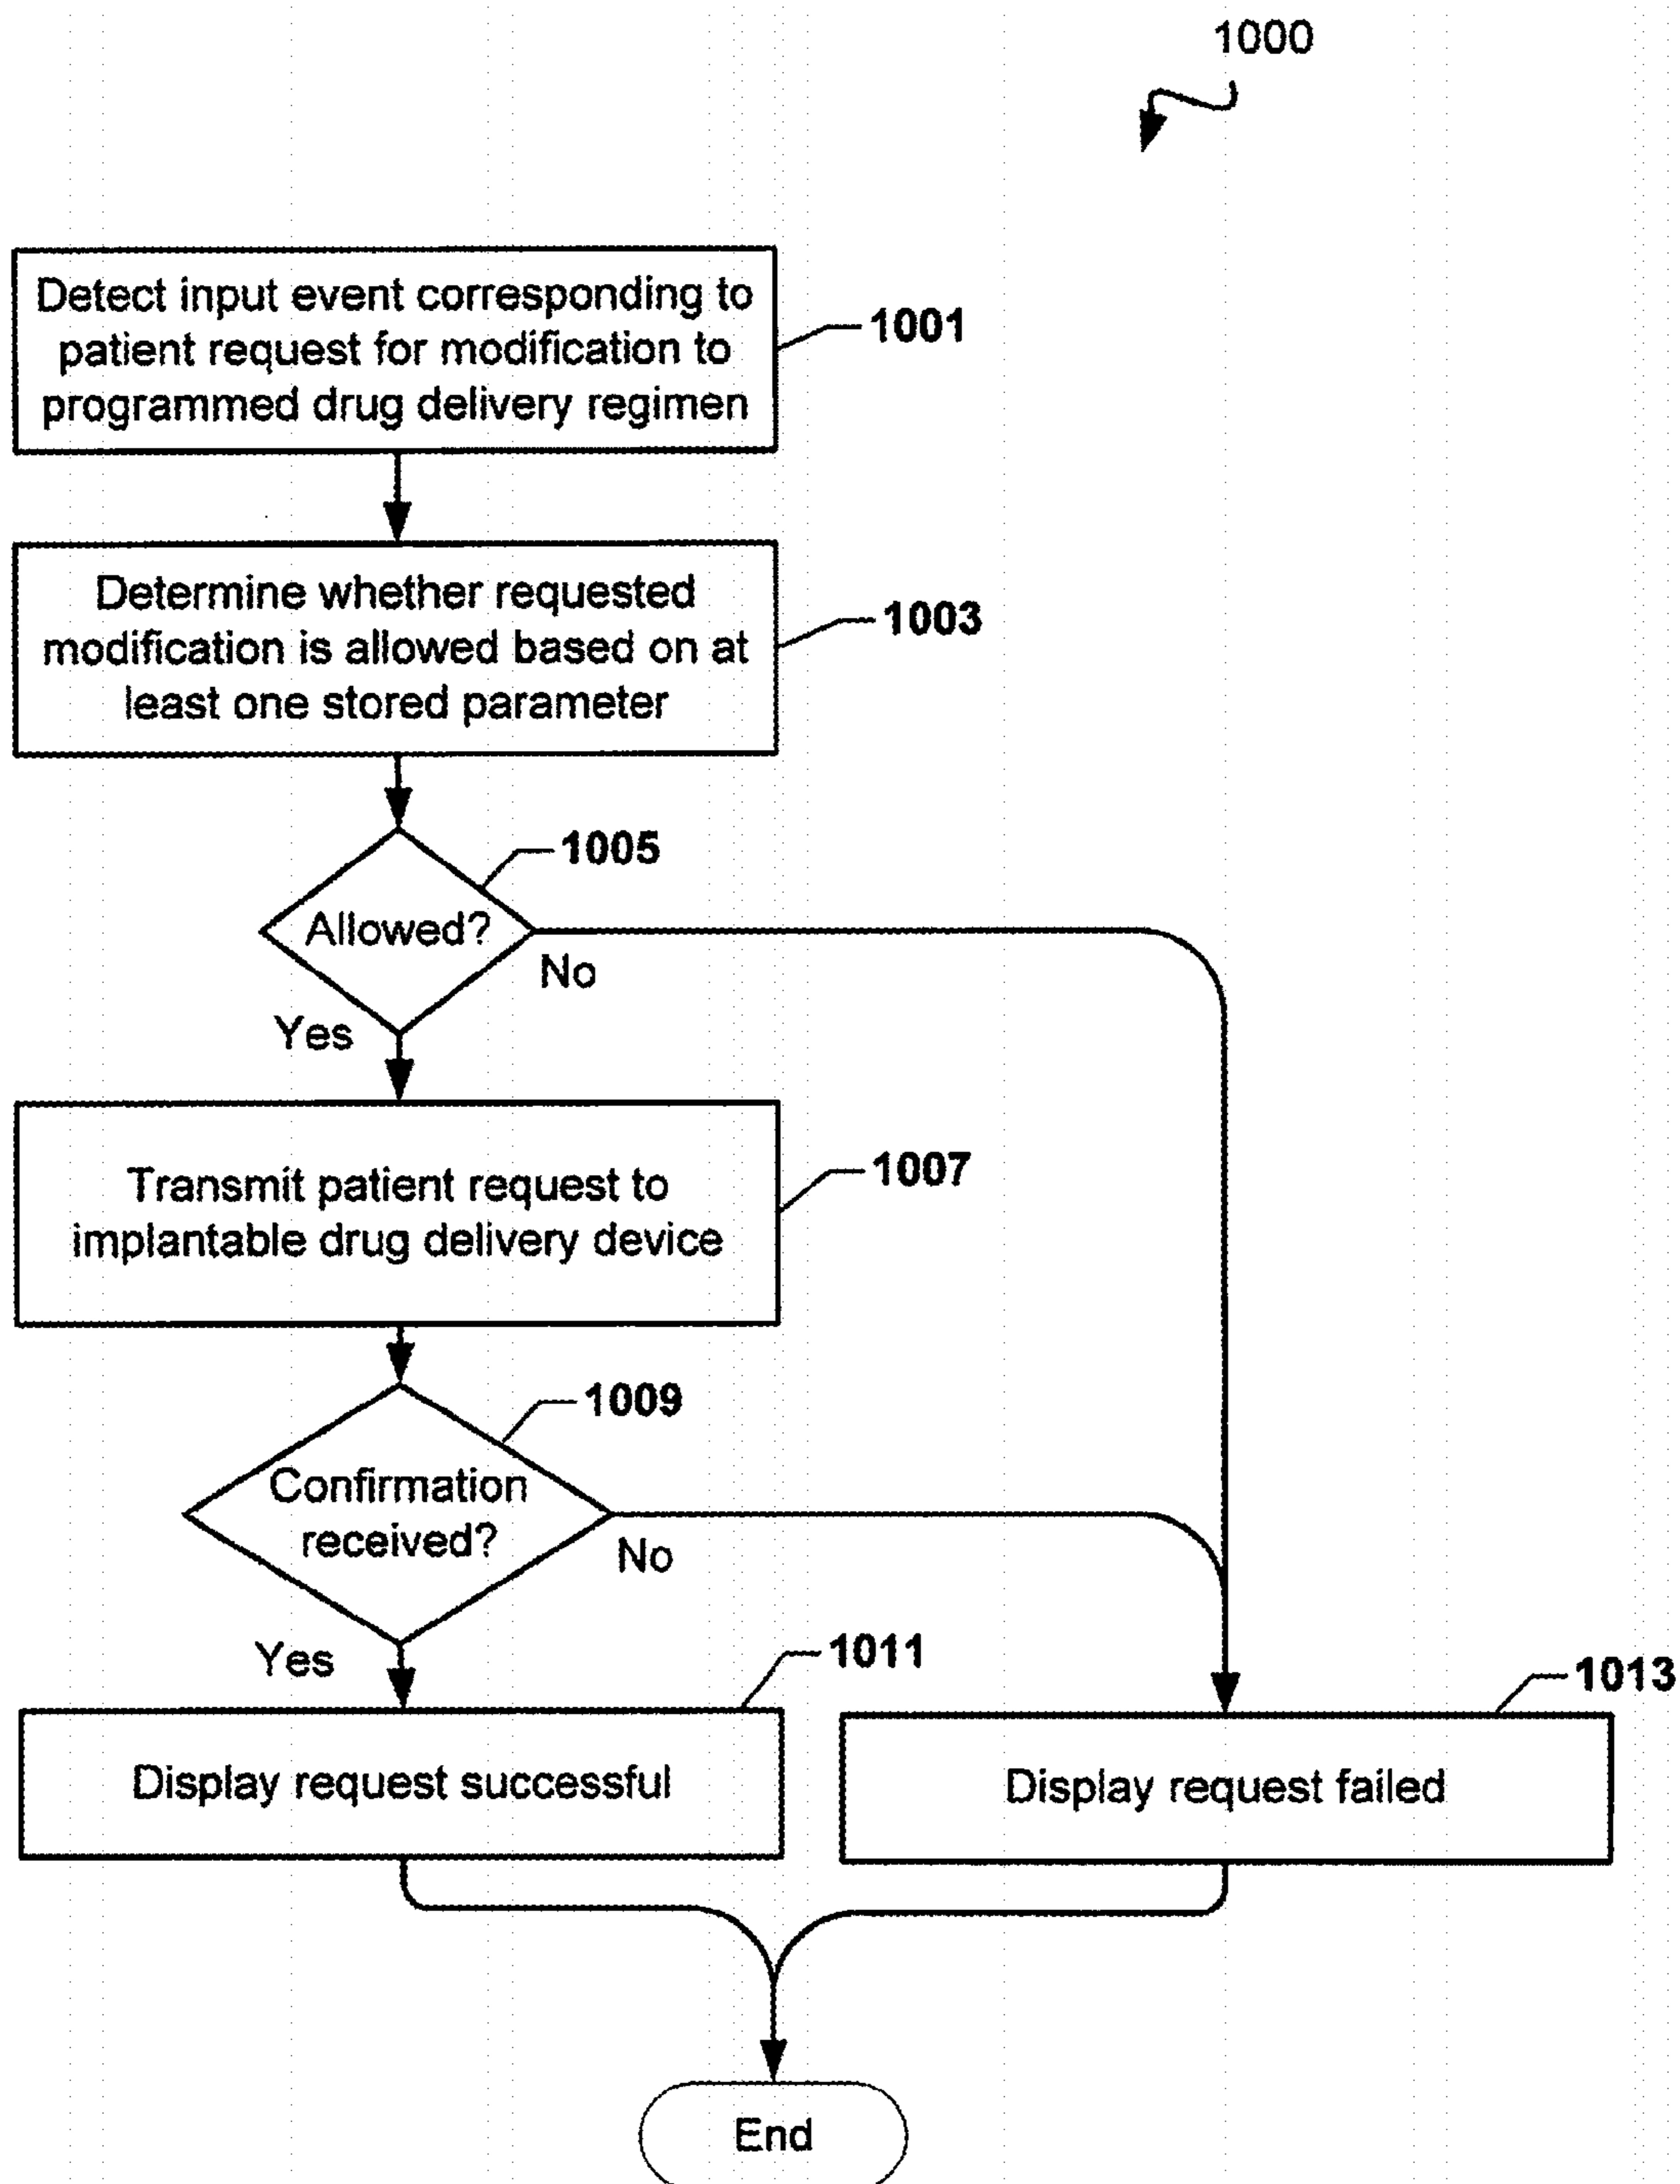 1000
Detect input event corresponding to
patient request for modification to
programmed drug delivery regimen
1001
Determine whether requested
modification is allowed based on at
least one stored parameter
1003
1005
Allowed?
No
Yes
Transmit patient request to
implantable drug delivery device
1007
1009
Confirmation
received?
No
Yes
1011
1013
Display request successful
Display request failed
End